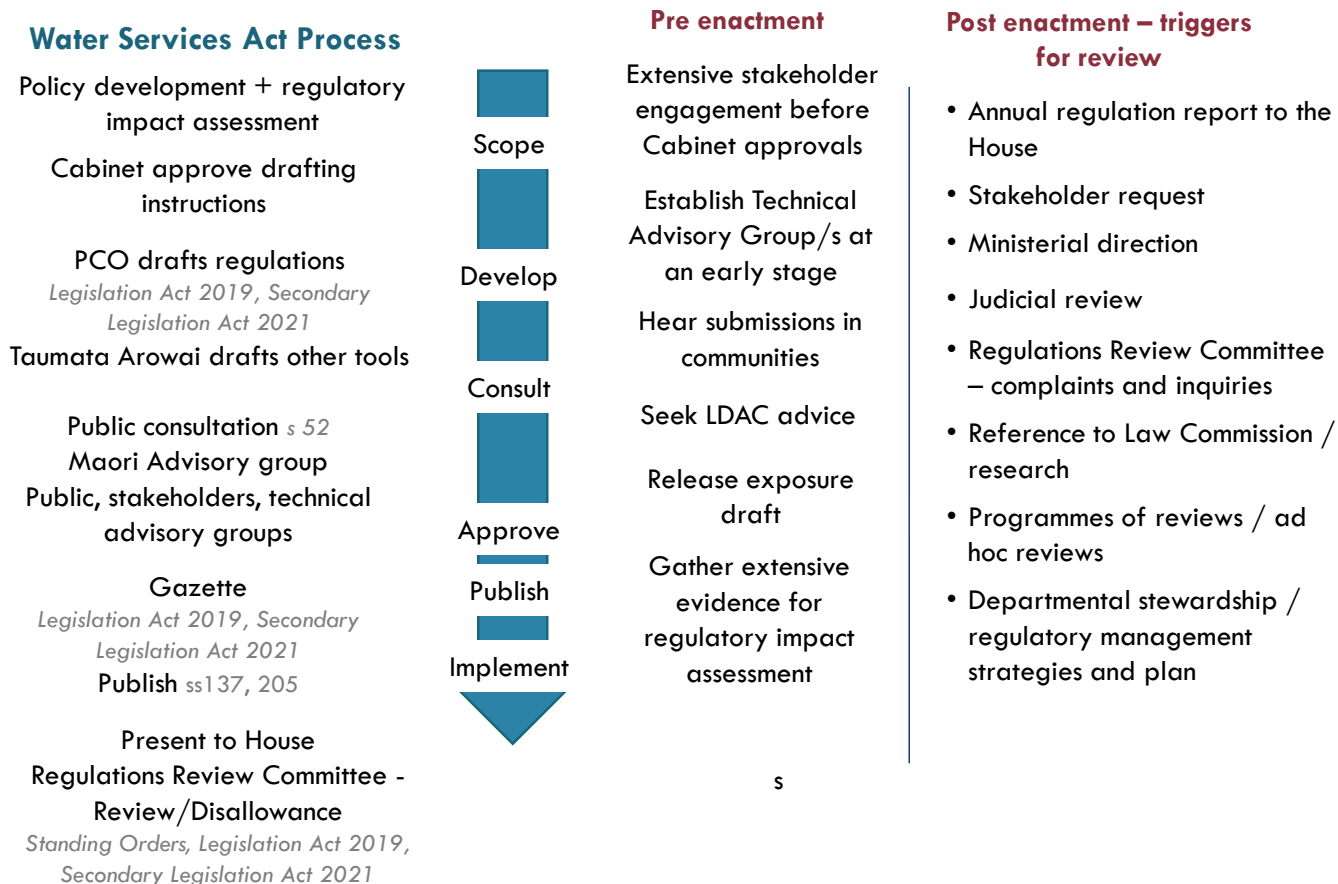 Water Services Act Process
Policy development + regulatory
impact assessment
Cabinet approve drafting
instructions
PCO drafts regulations
Legislation Act 2019, Secondary
Legislation Act 2021
Taumata Arowai drafts other tools
Public consultation s 52
Maori Advisory group
Public, stakeholders, technical
advisory groups
Gazette
Legislation Act 2019, Secondary
Legislation Act 2021
Publish ss137, 205
Present to House
Regulations Review Committee -
Review/Disallowance
Standing Orders, Legislation Act 2019,
Secondary Legislation Act 2021
Scope
Develop
Consult
Approve
Publish
Implement
Pre enactment
Extensive stakeholder
engagement before
Cabinet approvals
Establish Technical
Advisory Group/s at
an early stage
Hear submissions in
communities
Seek LDAC advice
Release exposure
draft
Gather extensive
evidence for
regulatory impact
assessment
s
Post enactment – triggers
for review
• Annual regulation report to the
House
• Stakeholder request
• Ministerial direction
• Judicial review
• Regulations Review Committee
– complaints and inquiries
• Reference to Law Commission /
research
• Programmes of reviews / ad
hoc reviews
• Departmental stewardship /
regulatory management
strategies and plan